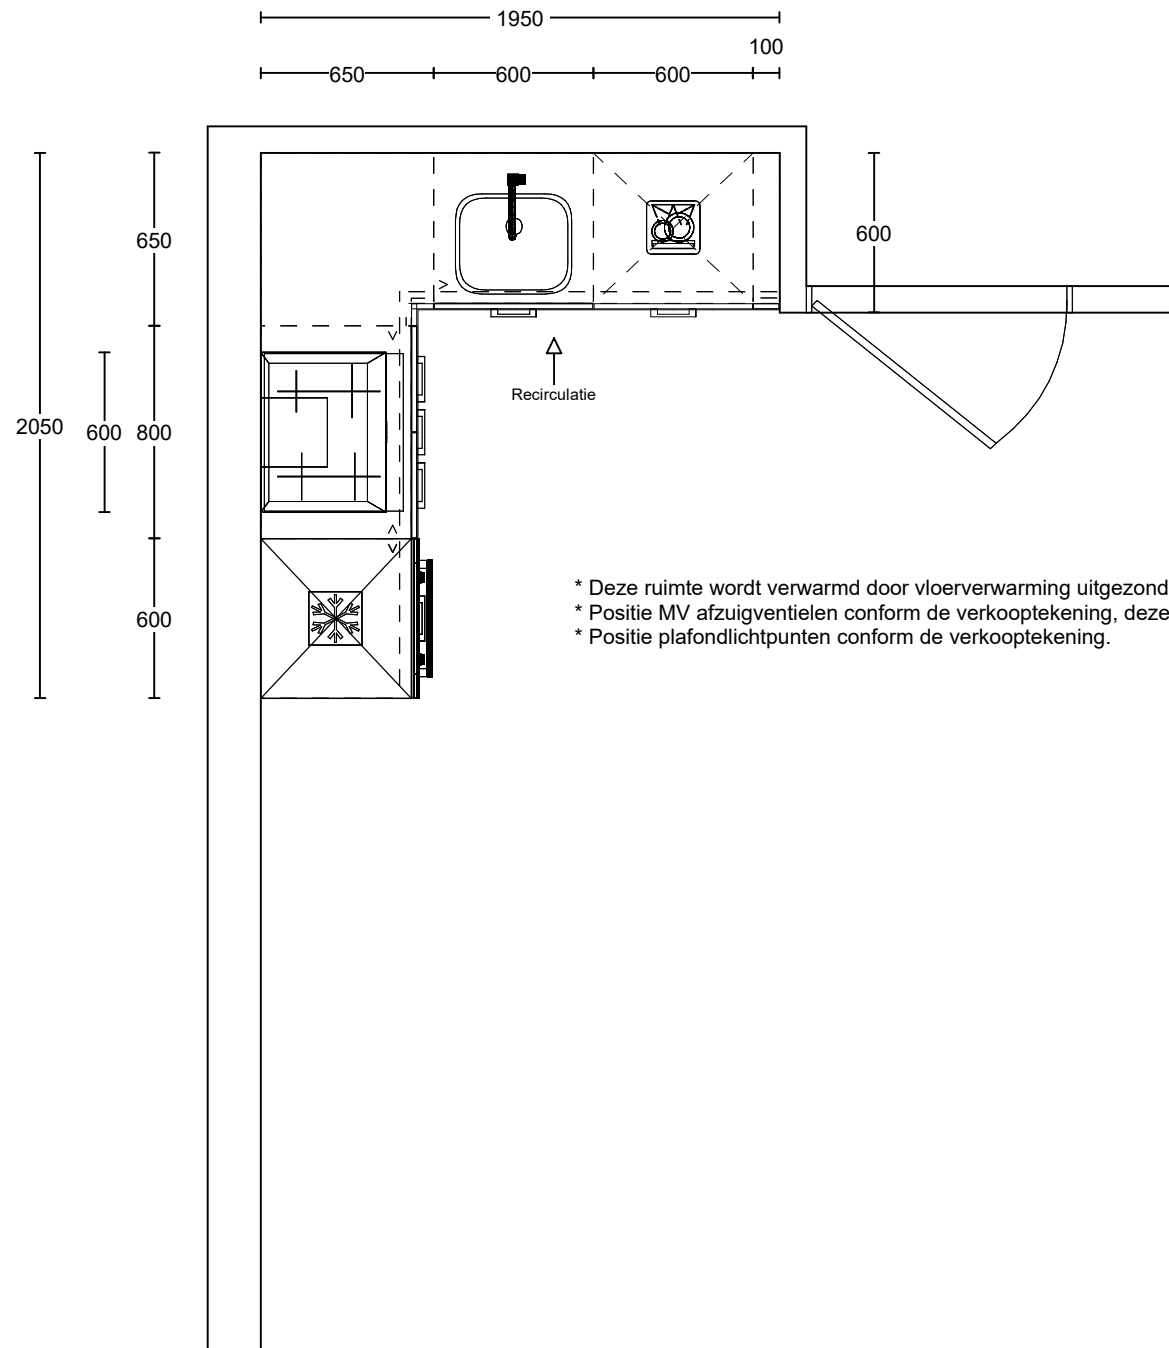 1950
100
650
600
600
650
600
2050
600
800
Recirculatie
600
* Deze ruimte wordt verwarmd door vloerverwarming uitgezond
* Positie MV afzuigventielen conform de verkooptekening, deze
* Positie plafondlichtpunten conform de verkooptekening.